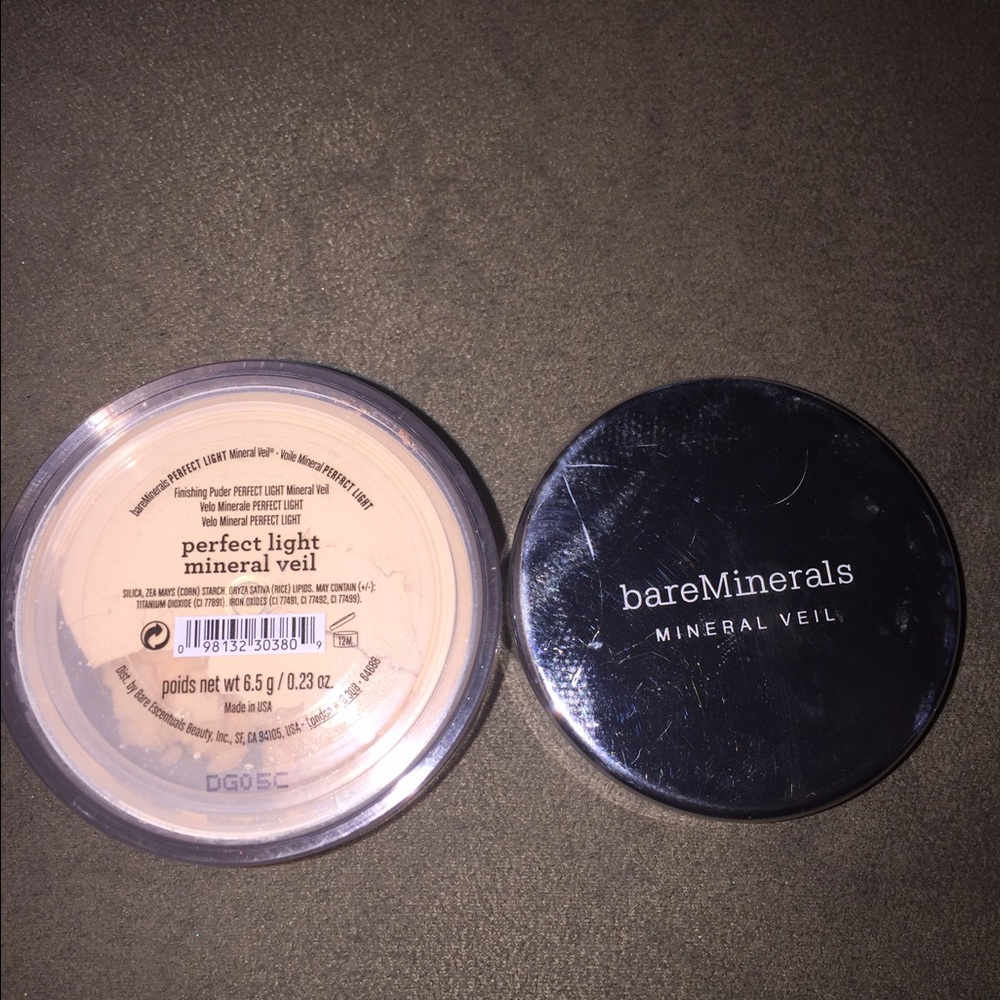 bareMinerals PERFECT LIGHT Mineral Veil® - Voile Mineral PERFECT LIGHT
Finishing Puder PERFECT LIGHT Mineral Veil
Velo Minerale PERFECT LIGHT
Velo Mineral PERFECT LIGHT
perfect light
mineral veil
SILICA, ZEA MAYS (CORN) STARCH, ORYZA SATIVA (RICE) LIPIDS. MAY CONTAIN (+/-):
TITANIUM DIOXIDE (CI 77891), IRON OXIDES (CI 77491, CI 77492, CI 77499).
0 98132 30380 9
12M
poids net wt 6.5 g / 0.23 oz.
Made in USA
Dist. by Bare Escentuals Beauty, Inc., SF, CA 94105, USA - London 64688
DG05C
bareMinerals
MINERAL VEIL